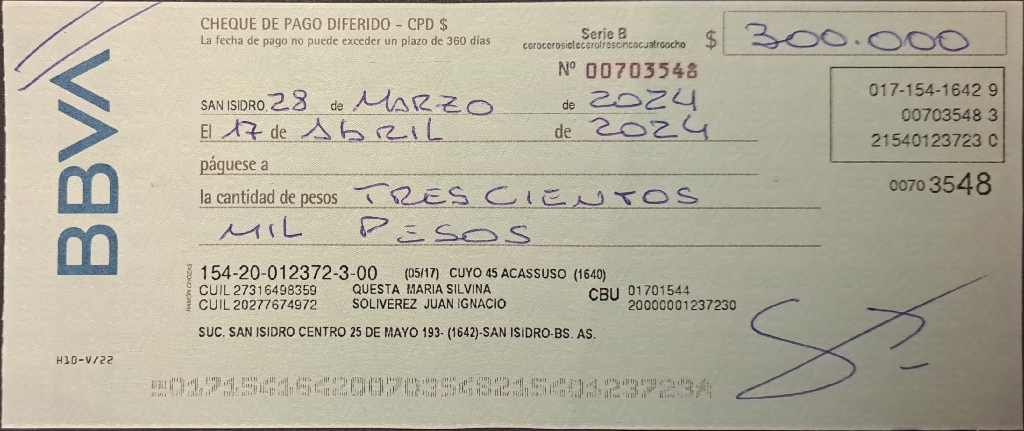 BBVA
CHEQUE DE PAGO DIFERIDO - CPD $
La fecha de pago no puede exceder un plazo de 360 días
Serie B
cerocerosietecerotrescincocuatroocho
$ 300.000
Nº 00703548
017-154-1642 9
00703548 3
21540123723 0
0070 3548
SAN ISIDRO, 28 de MARZO de 2024
El 17 de ABRIL de 2024
páguese a
la cantidad de pesos TRESCIENTOS
MIL PESOS
RAMÓN CHOZAS
154-20-012372-3-00 (05/17) CUYO 45 ACASSUSO (1640)
CUIL 27316498359 QUESTA MARIA SILVINA
CUIL 20277674972 SOLIVEREZ JUAN IGNACIO
CBU 01701544
20000001237230
SUC. SAN ISIDRO CENTRO 25 DE MAYO 193- (1642)-SAN ISIDRO-BS. AS.
H10-V/22